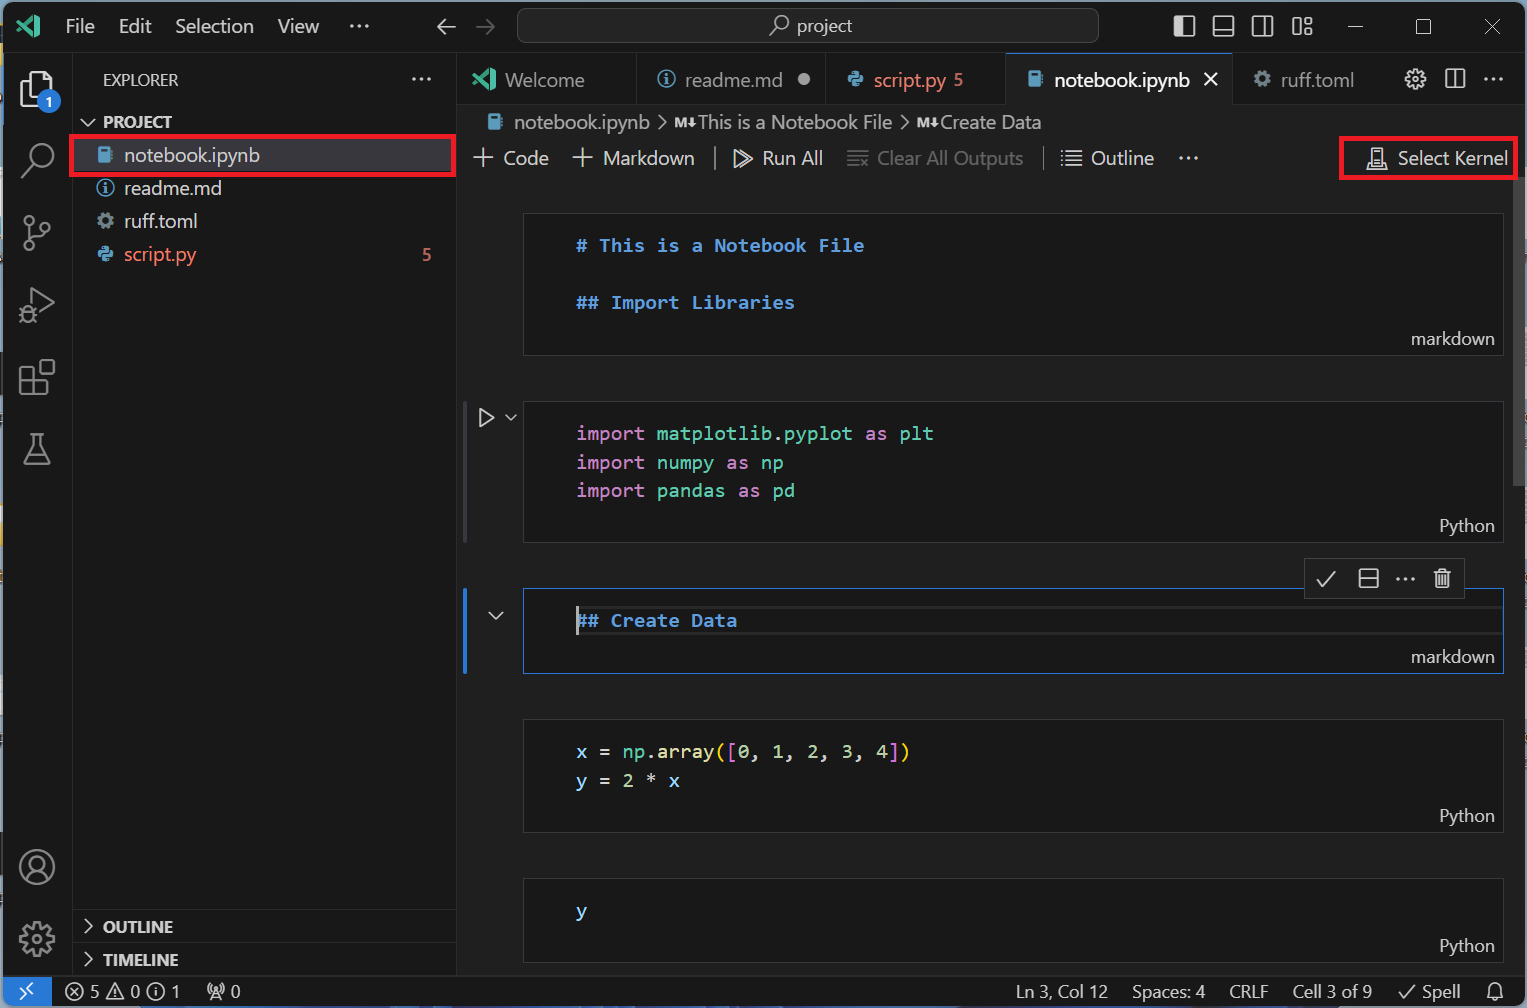 File Edit Selection View ··· project
EXPLORER ···
1
PROJECT
notebook.ipynb
readme.md
ruff.toml
script.py 5
OUTLINE
TIMELINE
Welcome readme.md script.py 5 notebook.ipynb ruff.toml ···
notebook.ipynb > M↓This is a Notebook File > M↓Create Data
+ Code + Markdown | Run All Clear All Outputs | Outline ··· Select Kernel
# This is a Notebook File
## Import Libraries
markdown
import matplotlib.pyplot as plt
import numpy as np
import pandas as pd
Python
## Create Data
markdown
x = np.array([0, 1, 2, 3, 4])
y = 2 * x
Python
y
Python
5 0 1 0 Ln 3, Col 12 Spaces: 4 CRLF Cell 3 of 9 Spell